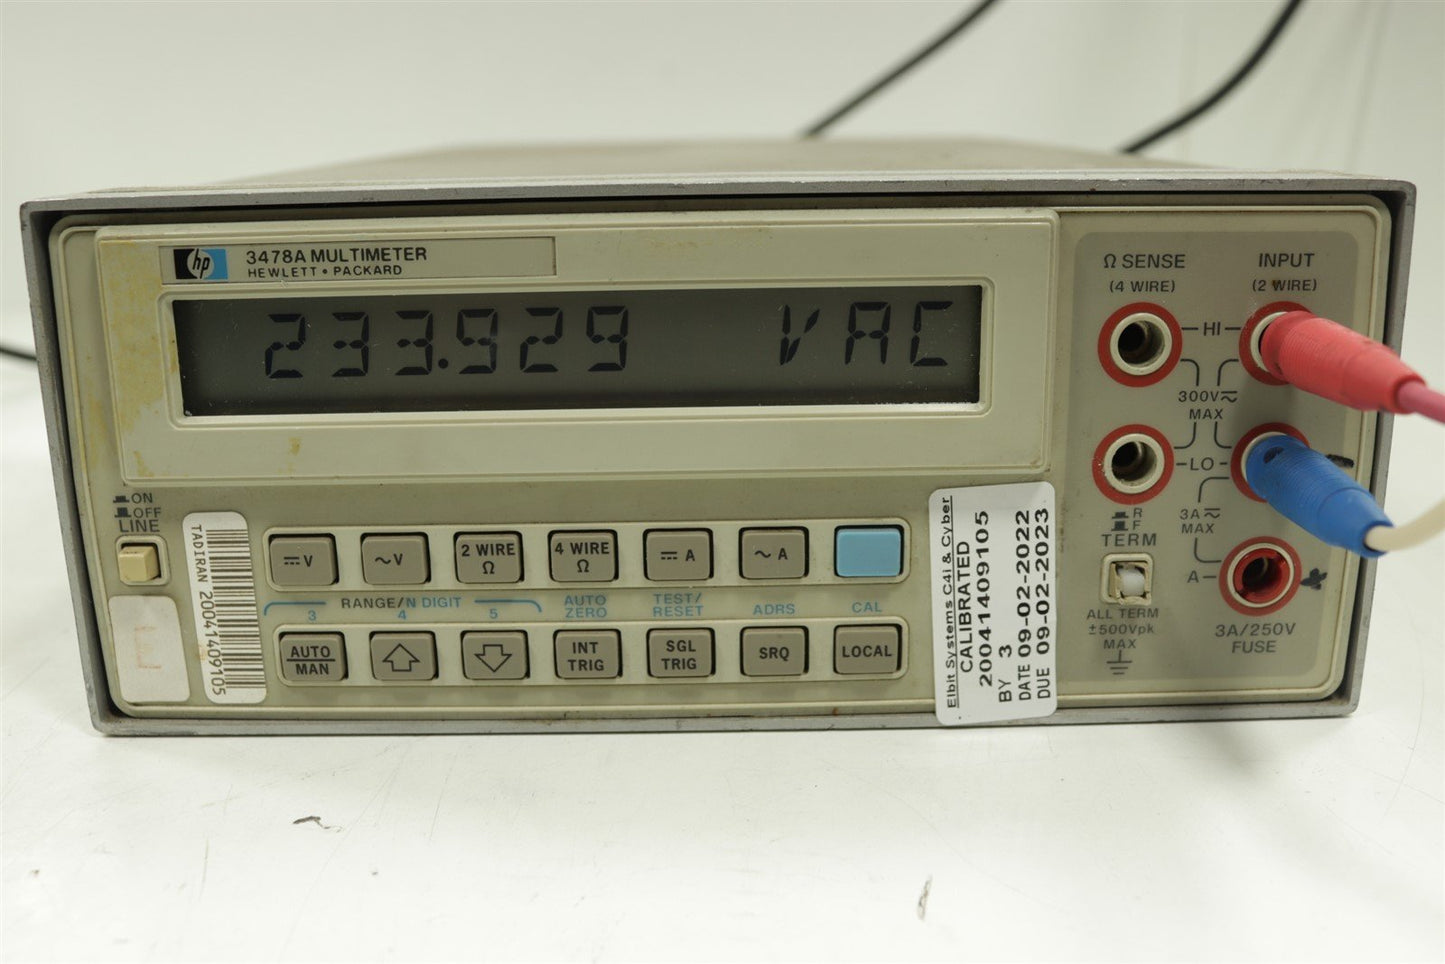 hp
3478A MULTIMETER
HEWLETT • PACKARD
233.929 VAC
Ω SENSE
(4 WIRE)
INPUT
(2 WIRE)
HI
300V⏦
MAX
LO
3A⏦
MAX
R
F
TERM
A
ALL TERM
±500Vpk
MAX
3A/250V
FUSE
ON
OFF
LINE
TADIRAN 20041409105
⎓ V
~V
2 WIRE
Ω
4 WIRE
Ω
⎓ A
~ A
RANGE/N DIGIT
3
4
5
AUTO
ZERO
TEST/
RESET
ADRS
CAL
AUTO
MAN
INT
TRIG
SGL
TRIG
SRQ
LOCAL
Elbit Systems C4i & Cyber
CALIBRATED
20041409105
BY 3
DATE 09-02-2022
DUE 09-02-2023